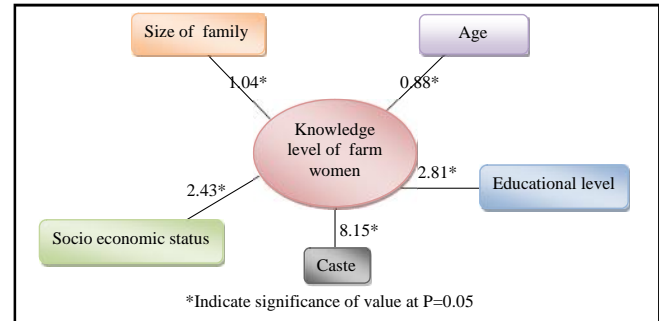 Size of family
Age
1.04*
0.88*
Knowledge
level of farm
women
2.43*
2.81*
Educational level
Socio economic status
8.15*
Caste
*Indicate significance of value at P=0.05